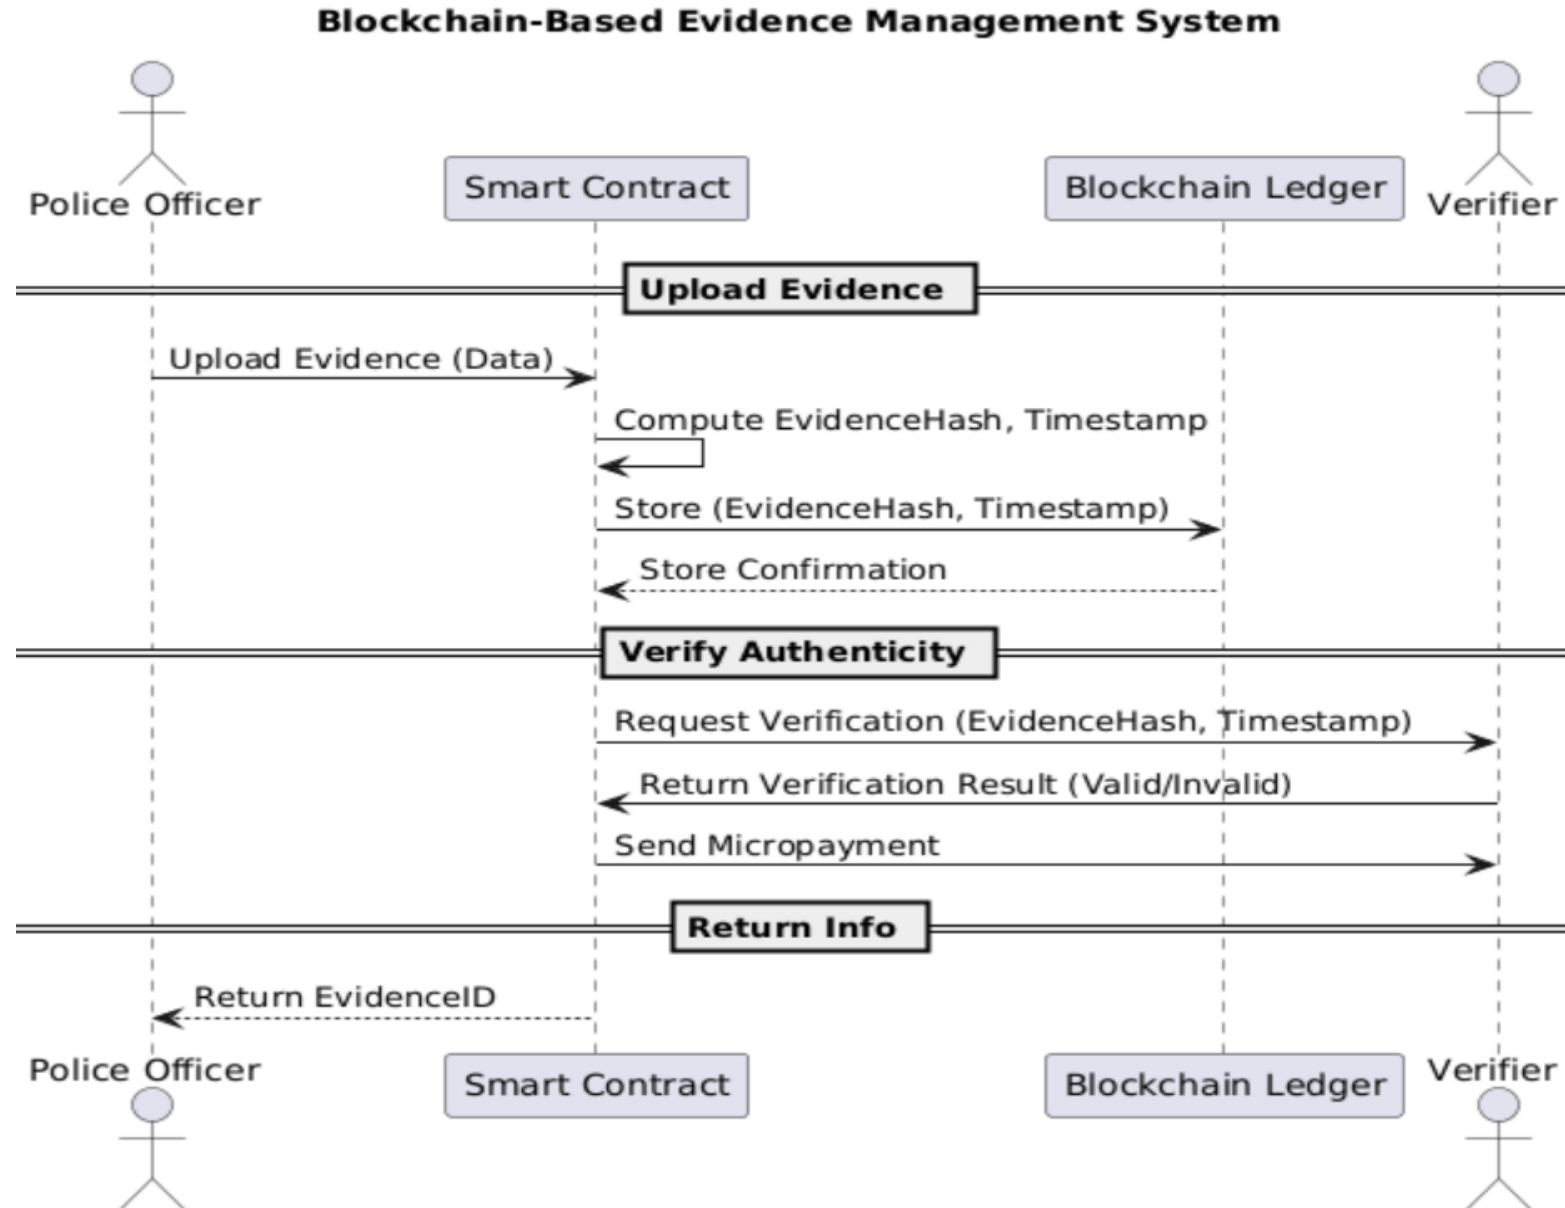 Blockchain-Based Evidence Management System
Police Officer
Smart Contract
Blockchain Ledger
Verifier
Upload Evidence
Upload Evidence (Data)
Compute EvidenceHash, Timestamp
Store (EvidenceHash, Timestamp)
Store Confirmation
Verify Authenticity
Request Verification (EvidenceHash, Timestamp)
Return Verification Result (Valid/Invalid)
Send Micropayment
Return Info
Return EvidenceID
Police Officer
Smart Contract
Blockchain Ledger
Verifier